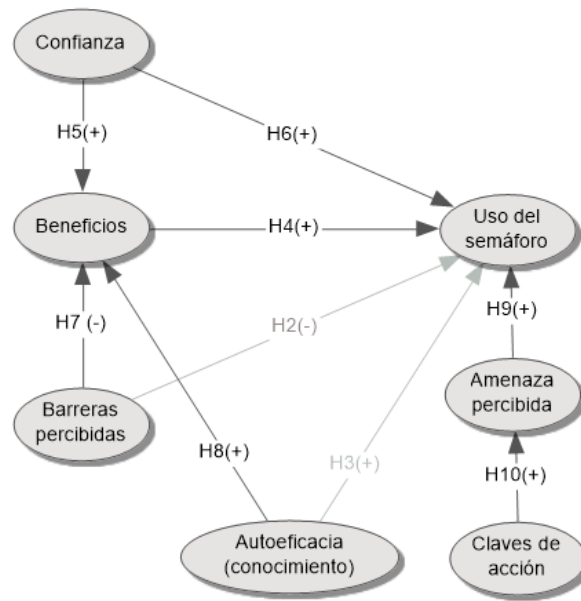 Confianza
H5(+)
H6(+)
Beneficios
H4(+)
Uso del
semáforo
H7 (-)
H2(-)
H9(+)
Barreras
percibidas
Amenaza
percibida
H8(+)
H3(+)
H10(+)
Autoeficacia
(conocimiento)
Claves de
acción